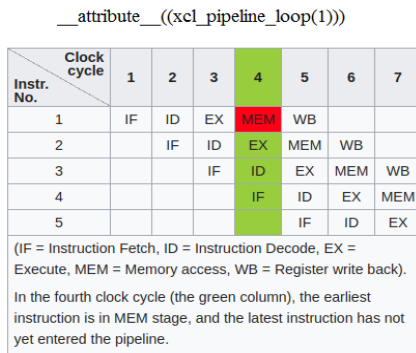 __attribute__((xcl_pipeline_loop(1)))
Clock
cycle
Instr.
No.
1 2 3 4 5 6 7
1 IF ID EX MEM WB
2 IF ID EX MEM WB
3 IF ID EX MEM WB
4 IF ID EX MEM
5 IF ID EX
(IF = Instruction Fetch, ID = Instruction Decode, EX =
Execute, MEM = Memory access, WB = Register write back).
In the fourth clock cycle (the green column), the earliest
instruction is in MEM stage, and the latest instruction has not
yet entered the pipeline.